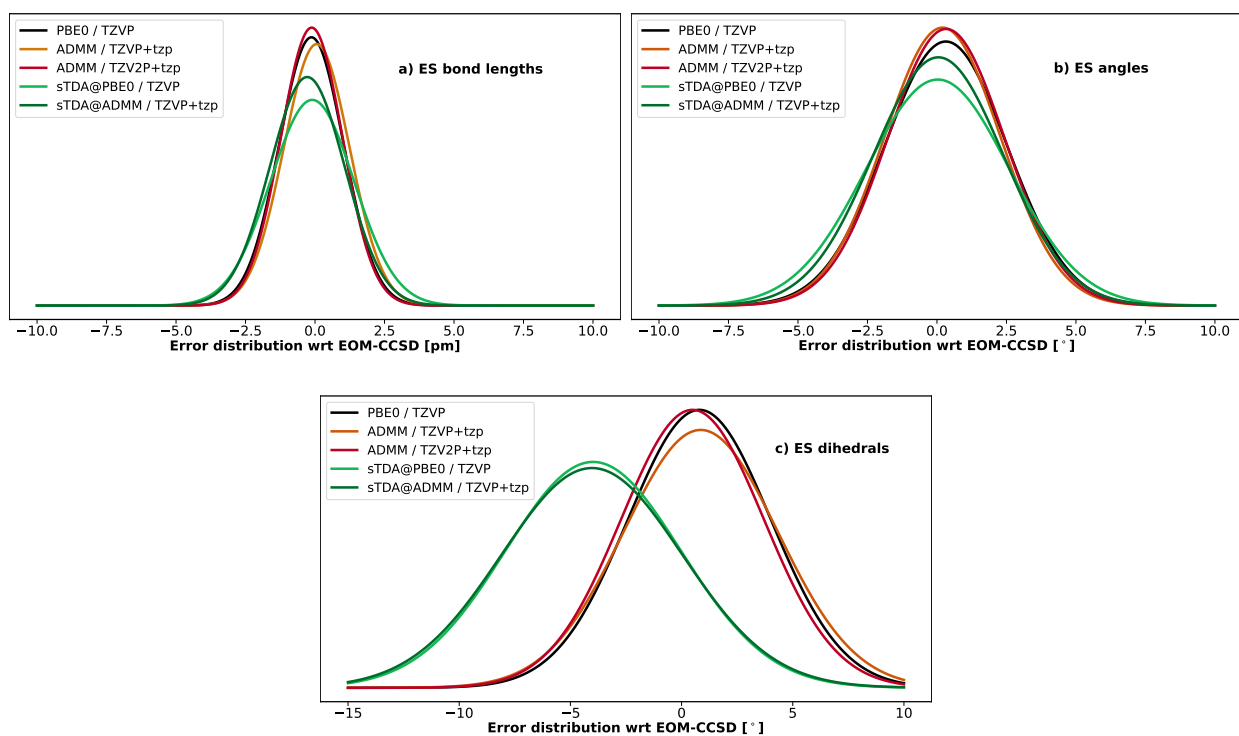 PBE0 / TZVP
ADMM / TZVP+tzp
ADMM / TZV2P+tzp
sTDA@PBE0 / TZVP
sTDA@ADMM / TZVP+tzp
a) ES bond lengths
−10.0 −7.5 −5.0 −2.5 0.0 2.5 5.0 7.5 10.0
Error distribution wrt EOM-CCSD [pm]
PBE0 / TZVP
ADMM / TZVP+tzp
ADMM / TZV2P+tzp
sTDA@PBE0 / TZVP
sTDA@ADMM / TZVP+tzp
b) ES angles
−10.0 −7.5 −5.0 −2.5 0.0 2.5 5.0 7.5 10.0
Error distribution wrt EOM-CCSD [°]
PBE0 / TZVP
ADMM / TZVP+tzp
ADMM / TZV2P+tzp
sTDA@PBE0 / TZVP
sTDA@ADMM / TZVP+tzp
c) ES dihedrals
−15 −10 −5 0 5 10
Error distribution wrt EOM-CCSD [°]